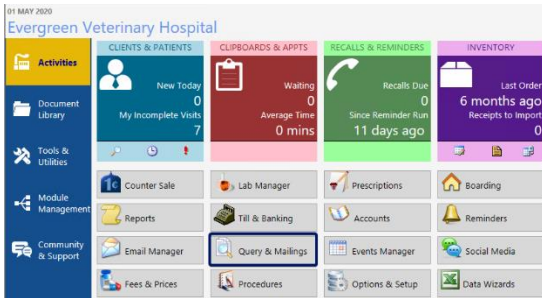 01 MAY 2020
Evergreen Veterinary Hospital
Activities
Document
Library
Tools &
Utilities
Module
Management
Community
& Support
CLIENTS & PATIENTS
New Today
0
My Incomplete Visits
7
CLIPBOARDS & APPTS
Waiting
0
Average Time
0 mins
RECALLS & REMINDERS
Recalls Due
0
Since Reminder Run
11 days ago
INVENTORY
Last Order
6 months ago
Receipts to Import
0
Counter Sale
Lab Manager
Prescriptions
Boarding
Reports
Till & Banking
Accounts
Reminders
Email Manager
Query & Mailings
Events Manager
Social Media
Fees & Prices
Procedures
Options & Setup
Data Wizards